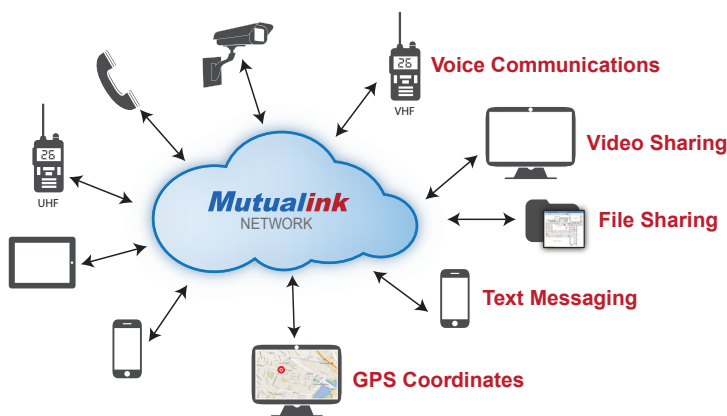 26
VHF
Voice Communications
Video Sharing
26
UHF
Mutualink
NETWORK
File Sharing
Text Messaging
GPS Coordinates